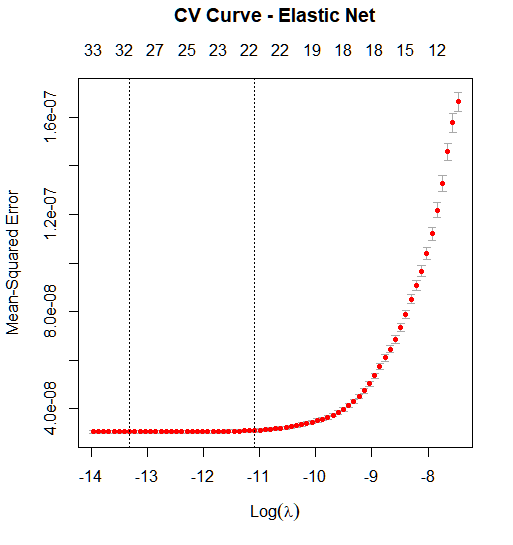 CV Curve - Elastic Net
33 32 27 25 23 22 22 19 18 18 15 12
1.6e-07
1.2e-07
8.0e-08
4.0e-08
Mean-Squared Error
-14 -13 -12 -11 -10 -9 -8
Log(λ)